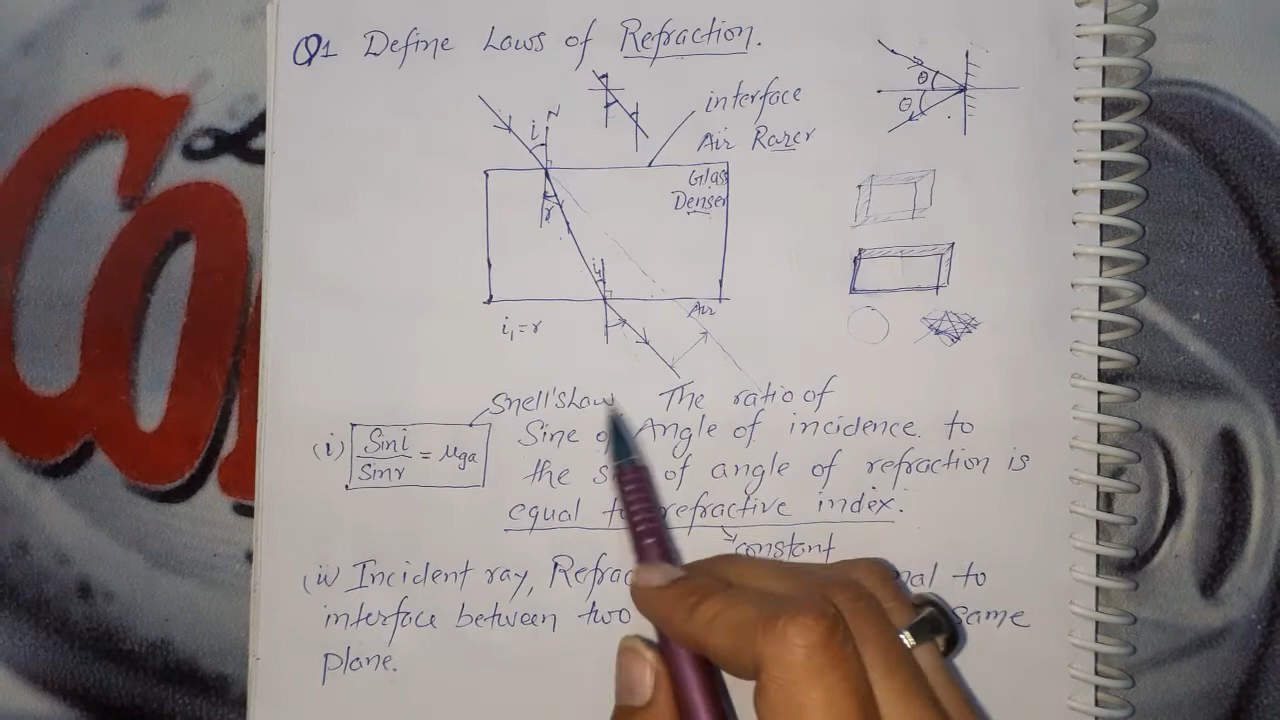 Q1 Define Laws of Refraction.
interface
Air Rarer
N
i
θ
θ
Glass
Denser
r
i1
Air
i1 = r
Snell's Law The ratio of
(i) Sin i / Sin r = μga Sine of Angle of incidence. to
the of angle of refraction is
equal to refractive index.
constant
(ii) Incident ray, to
interface between two same
plane.